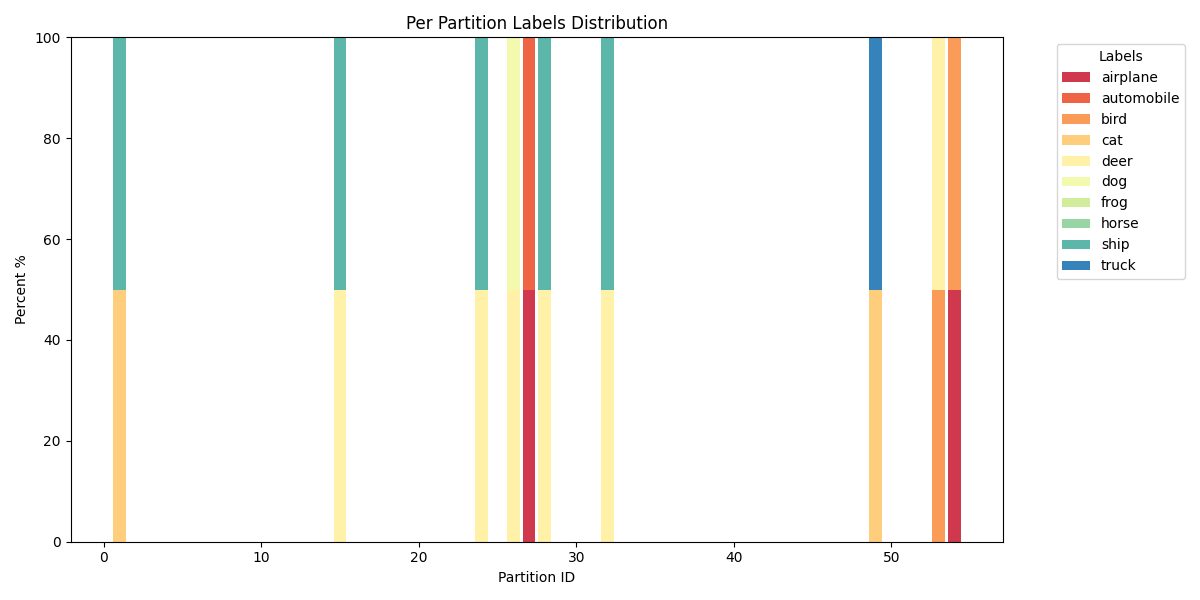 Per Partition Labels Distribution
100
80
60
40
20
0
Percent %
0 10 20 30 40 50
Partition ID
Labels
airplane
automobile
bird
cat
deer
dog
frog
horse
ship
truck